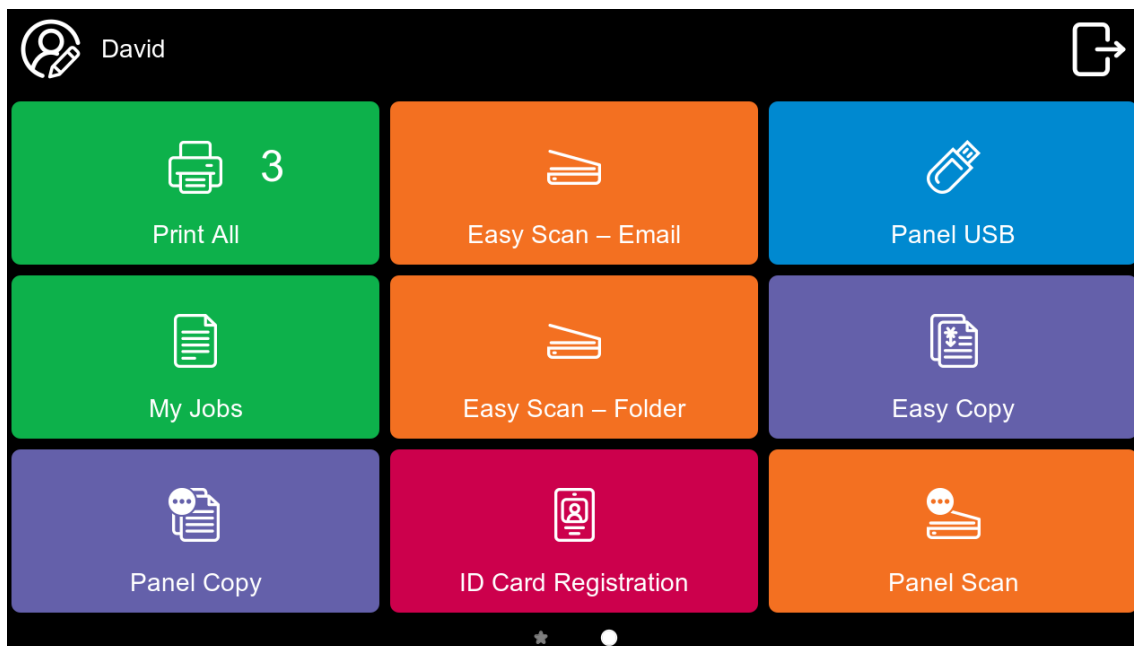 David
3
Print All
Easy Scan – Email
Panel USB
My Jobs
Easy Scan – Folder
Easy Copy
Panel Copy
ID Card Registration
Panel Scan